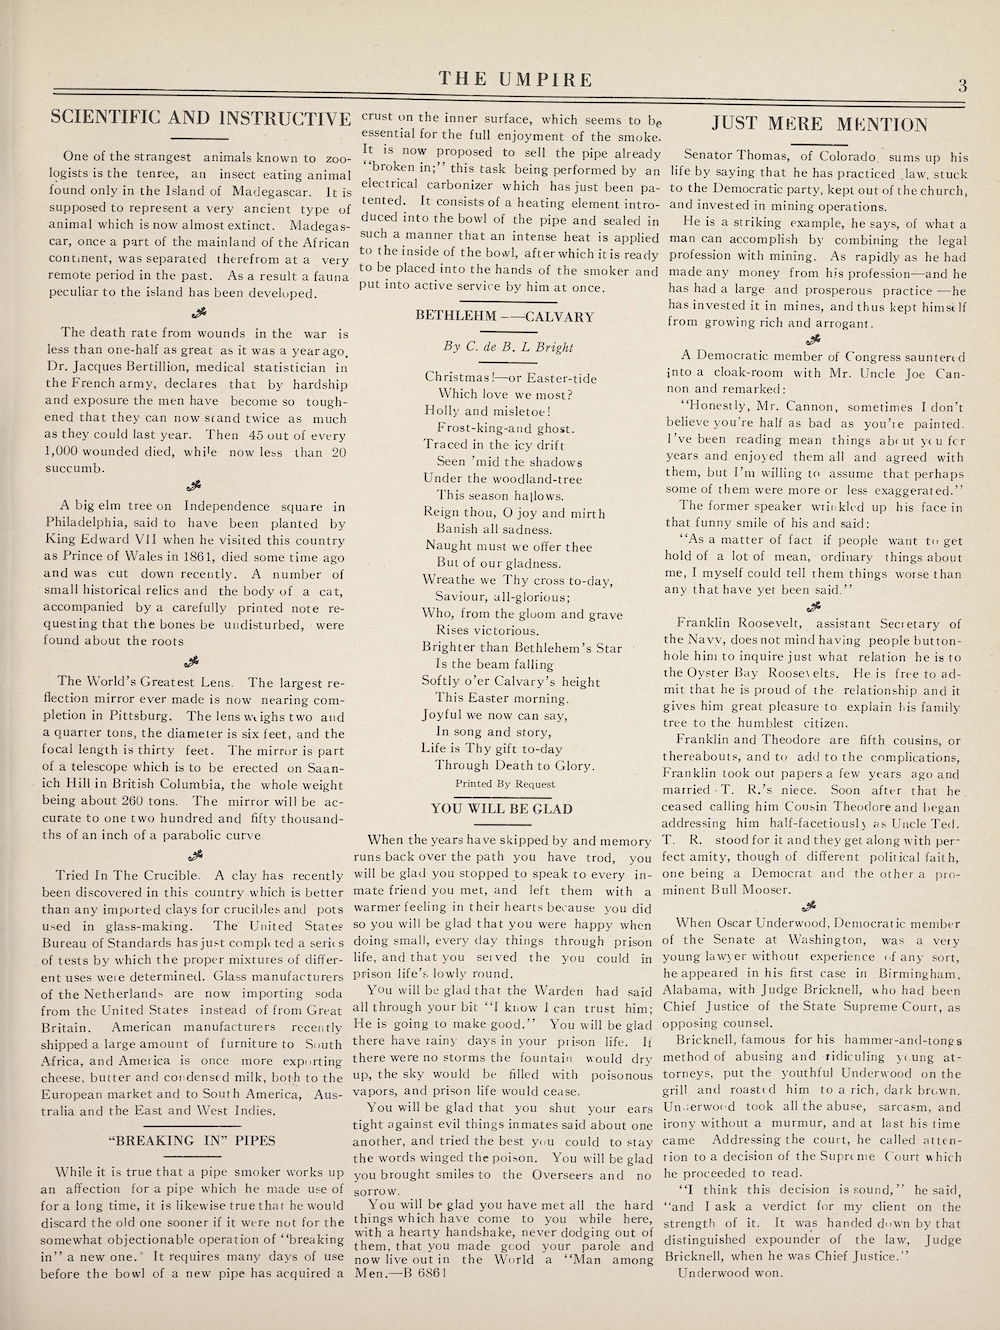 THE UMPIRE
3
SCIENTIFIC AND INSTRUCTIVE
One of the strangest animals known to zoo-
logists is the tenree, an insect eating animal
found only in the Island of Madegascar. It is
supposed to represent a very ancient type of
animal which is now almost extinct. Madegas-
car, once a part of the mainland of the African
continent, was separated therefrom at a very
remote period in the past. As a result a fauna
peculiar to the island has been developed.
The death rate from wounds in the war is
less than one-half as great as it was a year ago.
Dr. Jacques Bertillion, medical statistician in
the French army, declares that by hardship
and exposure the men have become so tough-
ened that they can now stand twice as much
as they could last year. Then 45 out of every
1,000 wounded died, while now less than 20
succumb.
A big elm tree on Independence square in
Philadelphia, said to have been planted by
King Edward VII when he visited this country
as Prince of Wales in 1861, died some time ago
and was cut down recently. A number of
small historical relics and the body of a cat,
accompanied by a carefully printed note re-
questing that the bones be undisturbed, were
found about the roots
The World's Greatest Lens. The largest re-
flection mirror ever made is now nearing com-
pletion in Pittsburg. The lens weighs two and
a quarter tons, the diameter is six feet, and the
focal length is thirty feet. The mirror is part
of a telescope which is to be erected on Saan-
ich Hill in British Columbia, the whole weight
being about 260 tons. The mirror will be ac-
curate to one two hundred and fifty thousand-
ths of an inch of a parabolic curve.
Tried In The Crucible. A clay has recently
been discovered in this country which is better
than any imported clays for crucibles and pots
used in glass-making. The United States
Bureau of Standards has just completed a series
of tests by which the proper mixtures of differ-
ent uses were determined. Glass manufacturers
of the Netherlands are now importing soda
from the United States instead of from Great
Britain. American manufacturers recently
shipped a large amount of furniture to South
Africa, and America is once more exporting
cheese, butter and condensed milk, both to the
European market and to South America, Aus-
tralia and the East and West Indies.
"BREAKING IN" PIPES
While it is true that a pipe smoker works up
an affection for a pipe which he made use of
for a long time, it is likewise true that he would
discard the old one sooner if it were not for the
somewhat objectionable operation of "breaking
in" a new one. It requires many days of use
before the bowl of a new pipe has acquired a
crust on the inner surface, which seems to be
essential for the full enjoyment of the smoke.
It is now proposed to sell the pipe already
"broken in;" this task being performed by an
electrical carbonizer which has just been pa-
tented. It consists of a heating element intro-
duced into the bowl of the pipe and sealed in
such a manner that an intense heat is applied
to the inside of the bowl, after which it is ready
to be placed into the hands of the smoker and
put into active service by him at once.
BETHLEHM ---CALVARY
By C. de B. L Bright
Christmas!—or Easter-tide
Which love we most?
Holly and misletoe!
Frost-king-and ghost.
Traced in the icy drift
Seen 'mid the shadows
Under the woodland-tree
This season hallows.
Reign thou, O joy and mirth
Banish all sadness.
Naught must we offer thee
But of our gladness.
Wreathe we Thy cross to-day,
Saviour, all-glorious;
Who, from the gloom and grave
Rises victorious.
Brighter than Bethlehem's Star
Is the beam falling
Softly o'er Calvary's height
This Easter morning.
Joyful we now can say,
In song and story,
Life is Thy gift to-day
Through Death to Glory.
Printed By Request
YOU WILL BE GLAD
When the years have skipped by and memory
runs back over the path you have trod, you
will be glad you stopped to speak to every in-
mate friend you met, and left them with a
warmer feeling in their hearts because you did
so you will be glad that you were happy when
doing small, every day things through prison
life, and that you served the you could in
prison life's lowly round.
You will be glad that the Warden had said
all through your bit "I know I can trust him;
He is going to make good." You will be glad
there have rainy days in your prison life. If
there were no storms the fountain would dry
up, the sky would be filled with poisonous
vapors, and prison life would cease.
You will be glad that you shut your ears
tight against evil things inmates said about one
another, and tried the best you could to stay
the words winged the poison. You will be glad
you brought smiles to the Overseers and no
sorrow.
You will be glad you have met all the hard
things which have come to you while here,
with a hearty handshake, never dodging out of
them, that you made good your parole and
now live out in the World a "Man among
Men.—B 6861
JUST MERE MENTION
Senator Thomas, of Colorado, sums up his
life by saying that he has practiced law, stuck
to the Democratic party, kept out of the church,
and invested in mining operations.
He is a striking example, he says, of what a
man can accomplish by combining the legal
profession with mining. As rapidly as he had
made any money from his profession—and he
has had a large and prosperous practice—he
has invested it in mines, and thus kept himself
from growing rich and arrogant.
A Democratic member of Congress sauntered
into a cloak-room with Mr. Uncle Joe Can-
non and remarked:
"Honestly, Mr. Cannon, sometimes I don't
believe you're half as bad as you're painted.
I've been reading mean things about you for
years and enjoyed them all and agreed with
them, but I'm willing to assume that perhaps
some of them were more or less exaggerated."
The former speaker wrinkled up his face in
that funny smile of his and said:
"As a matter of fact if people want to get
hold of a lot of mean, ordinary things about
me, I myself could tell them things worse than
any that have yet been said."
Franklin Roosevelt, assistant Secretary of
the Navy, does not mind having people button-
hole him to inquire just what relation he is to
the Oyster Bay Roosevelts. He is free to ad-
mit that he is proud of the relationship and it
gives him great pleasure to explain his family
tree to the humblest citizen.
Franklin and Theodore are fifth cousins, or
thereabouts, and to add to the complications,
Franklin took out papers a few years ago and
married T. R.'s niece. Soon after that he
ceased calling him Cousin Theodore and began
addressing him half-facetiously as Uncle Ted.
T. R. stood for it and they get along with per-
fect amity, though of different political faith,
one being a Democrat and the other a pro-
minent Bull Mooser.
When Oscar Underwood, Democratic member
of the Senate at Washington, was a very
young lawyer without experience of any sort,
he appeared in his first case in Birmingham,
Alabama, with Judge Bricknell, who had been
Chief Justice of the State Supreme Court, as
opposing counsel.
Bricknell, famous for his hammer-and-tongs
method of abusing and ridiculing young at-
torneys, put the youthful Underwood on the
grill and roasted him to a rich, dark brown.
Underwood took all the abuse, sarcasm, and
irony without a murmur, and at last his time
came Addressing the court, he called atten-
tion to a decision of the Supreme Court which
he proceeded to read.
"I think this decision is sound," he said,
"and I ask a verdict for my client on the
strength of it. It was handed down by that
distinguished expounder of the law, Judge
Bricknell, when he was Chief Justice."
Underwood won.